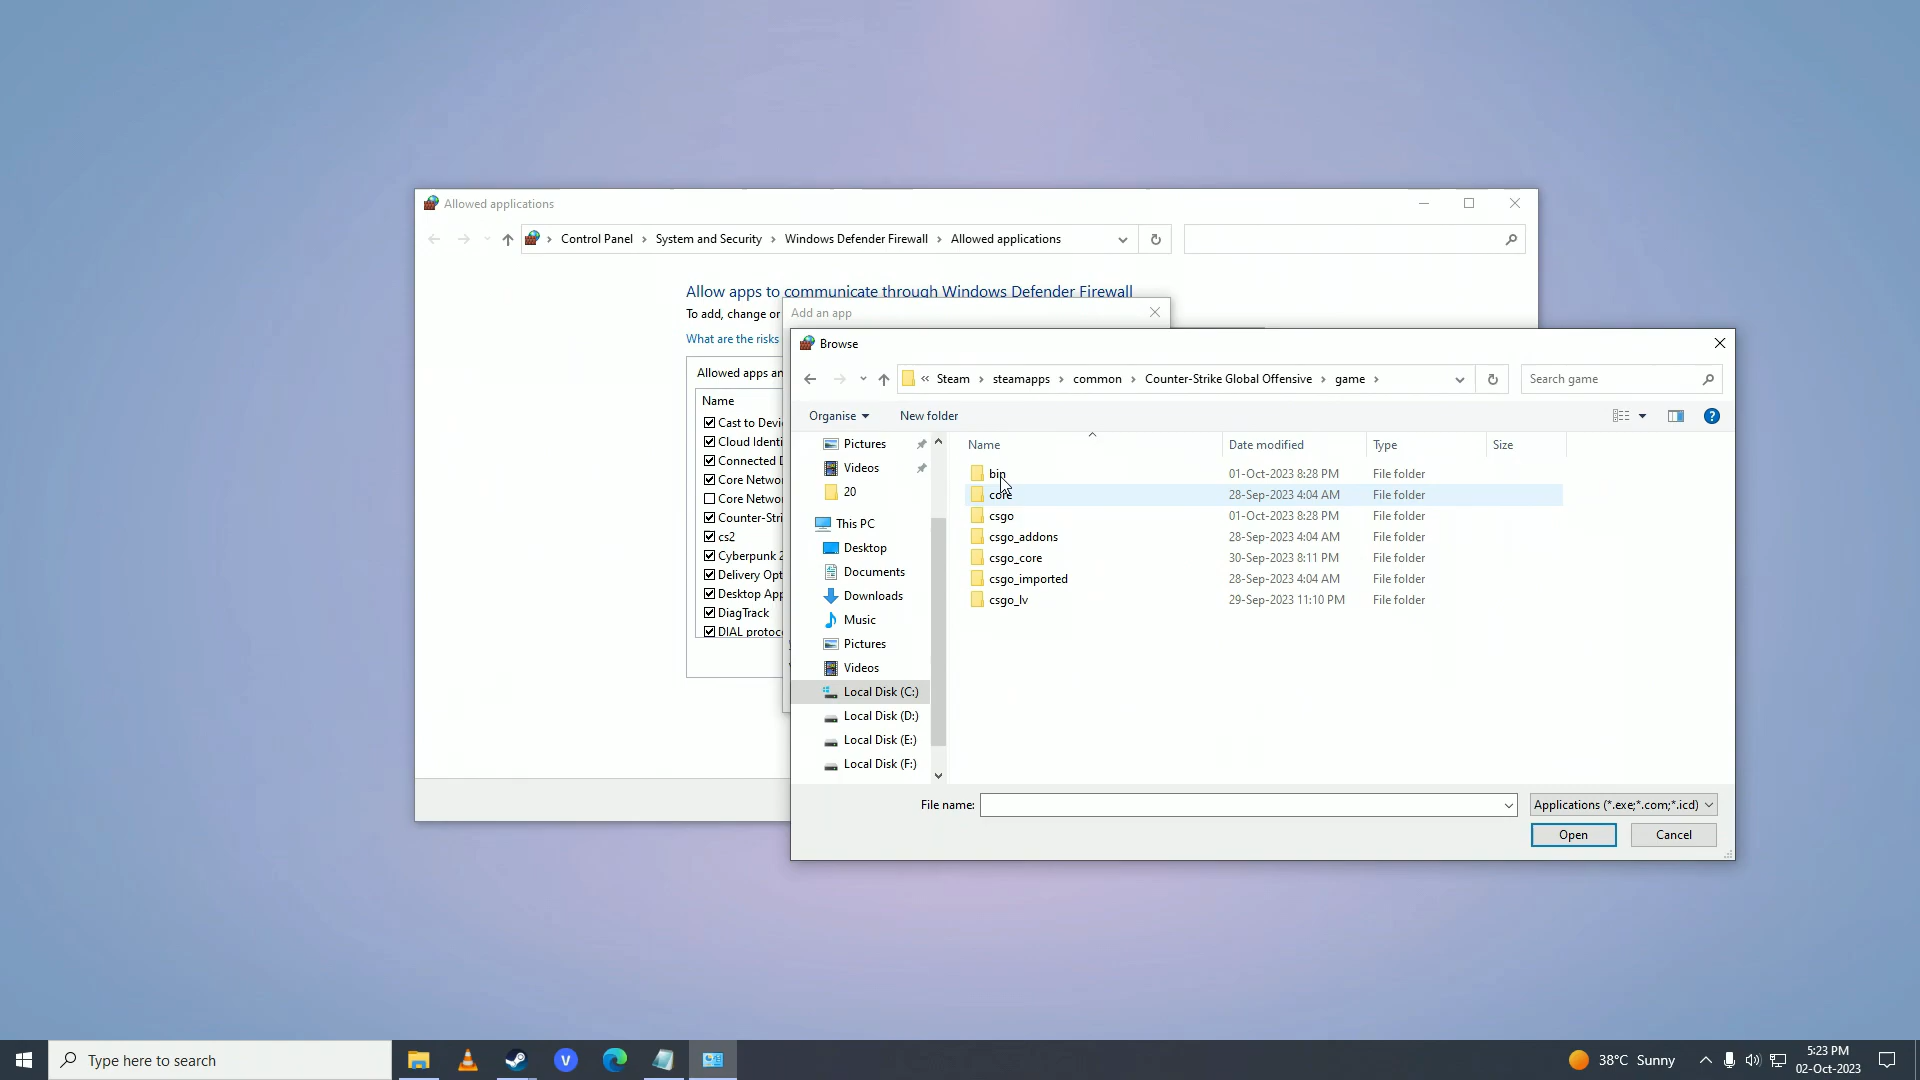 Allowed applications
Control Panel > System and Security > Windows Defender Firewall > Allowed applications
Allow apps to communicate through Windows Defender Firewall
To add, change or
What are the risks
Allowed apps an
Name
Cast to Devi
Cloud Identi
Connected D
Core Netwo
Core Netwo
Counter-Stri
cs2
Cyberpunk 2
Delivery Opt
Desktop App
DiagTrack
DIAL protoc
Add an app
Browse
« Steam > steamapps > common > Counter-Strike Global Offensive > game >
Search game
Organise
New folder
Pictures
Videos
20
This PC
Desktop
Documents
Downloads
Music
Pictures
Videos
Local Disk (C:)
Local Disk (D:)
Local Disk (E:)
Local Disk (F:)
Name Date modified Type Size
bin 01-Oct-2023 8:28 PM File folder
core 28-Sep-2023 4:04 AM File folder
csgo 01-Oct-2023 8:28 PM File folder
csgo_addons 28-Sep-2023 4:04 AM File folder
csgo_core 30-Sep-2023 8:11 PM File folder
csgo_imported 28-Sep-2023 4:04 AM File folder
csgo_lv 29-Sep-2023 11:10 PM File folder
File name:
Applications (*.exe;*.com;*.icd)
Open
Cancel
Type here to search
V
38°C Sunny
5:23 PM
02-Oct-2023